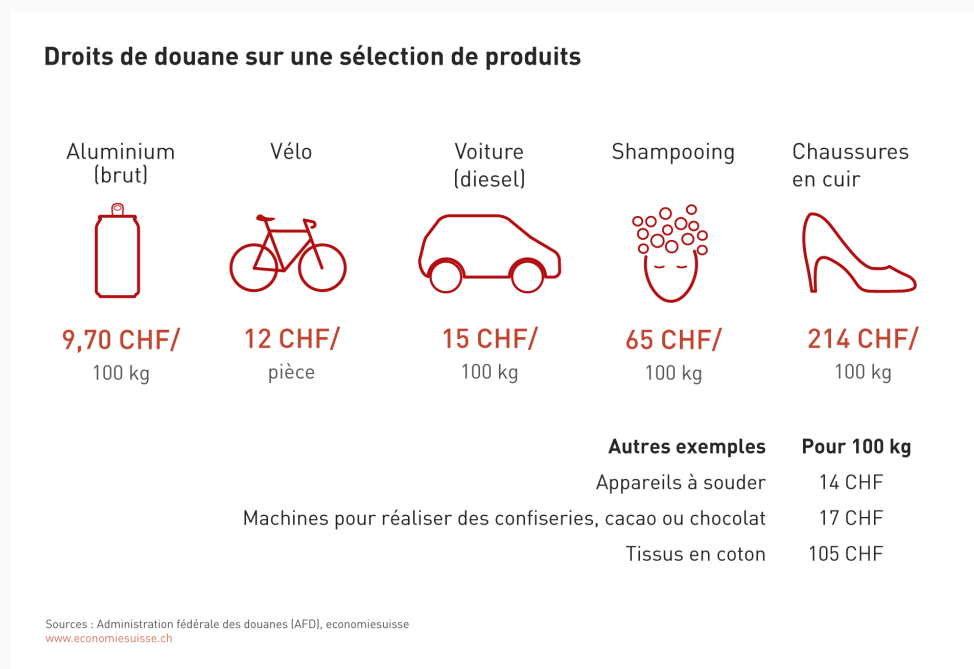 Droits de douane sur une sélection de produits
Aluminium
(brut)
Vélo
Voiture
(diesel)
Shampooing
Chaussures
en cuir
9,70 CHF/
100 kg
12 CHF/
pièce
15 CHF/
100 kg
65 CHF/
100 kg
214 CHF/
100 kg
Autres exemples Pour 100 kg
Appareils à souder 14 CHF
Machines pour réaliser des confiseries, cacao ou chocolat 17 CHF
Tissus en coton 105 CHF
Sources : Administration fédérale des douanes (AFD), economiesuisse
www.economiesuisse.ch